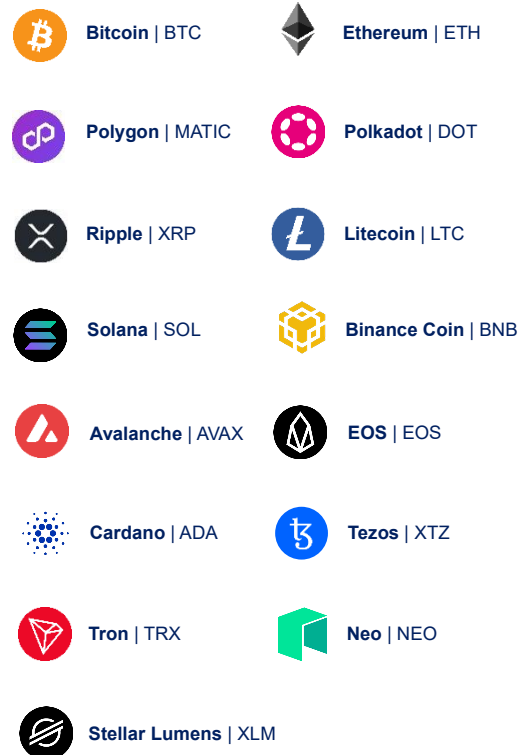 Bitcoin | BTC
Ethereum | ETH
Polygon | MATIC
Polkadot | DOT
Ripple | XRP
Litecoin | LTC
Solana | SOL
Binance Coin | BNB
Avalanche | AVAX
EOS | EOS
Cardano | ADA
Tezos | XTZ
Tron | TRX
Neo | NEO
Stellar Lumens | XLM